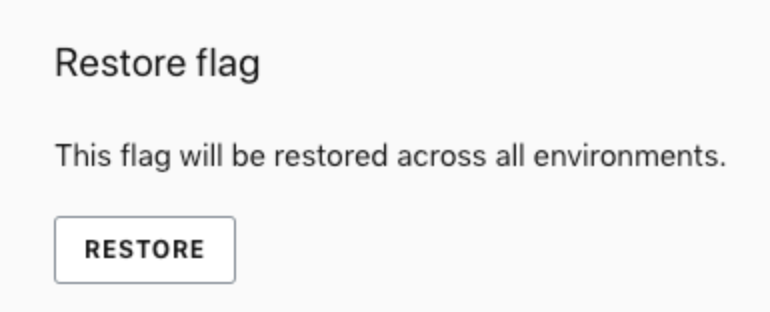 Restore flag
This flag will be restored across all environments.
RESTORE